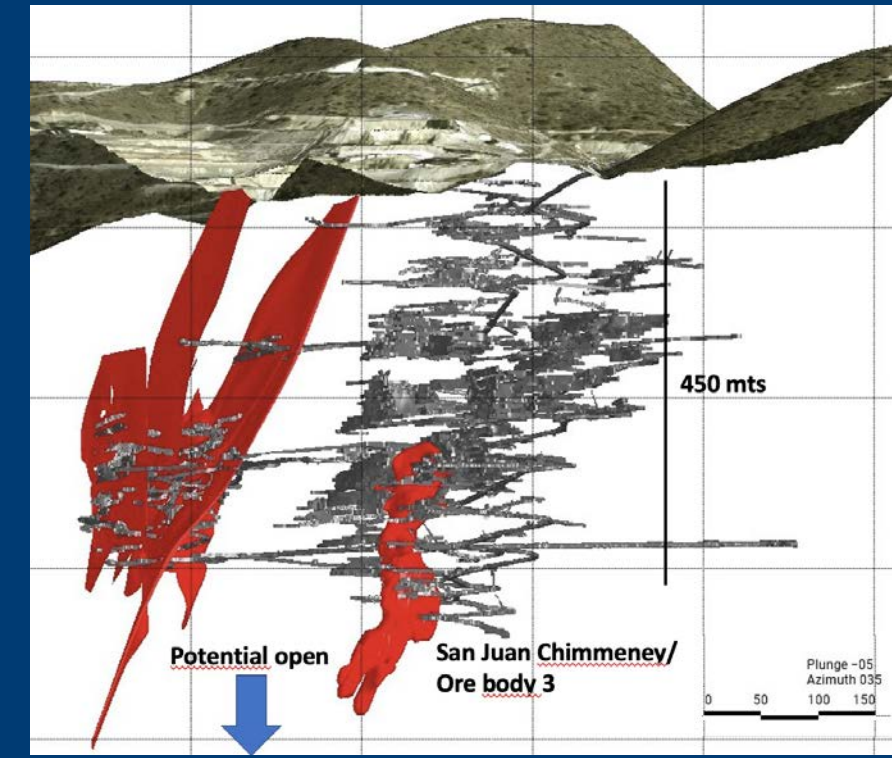 450 mts
Potential open
San Juan Chimmeney/
Ore body 3
Plunge -05
Azimuth 035
0 50 100 150